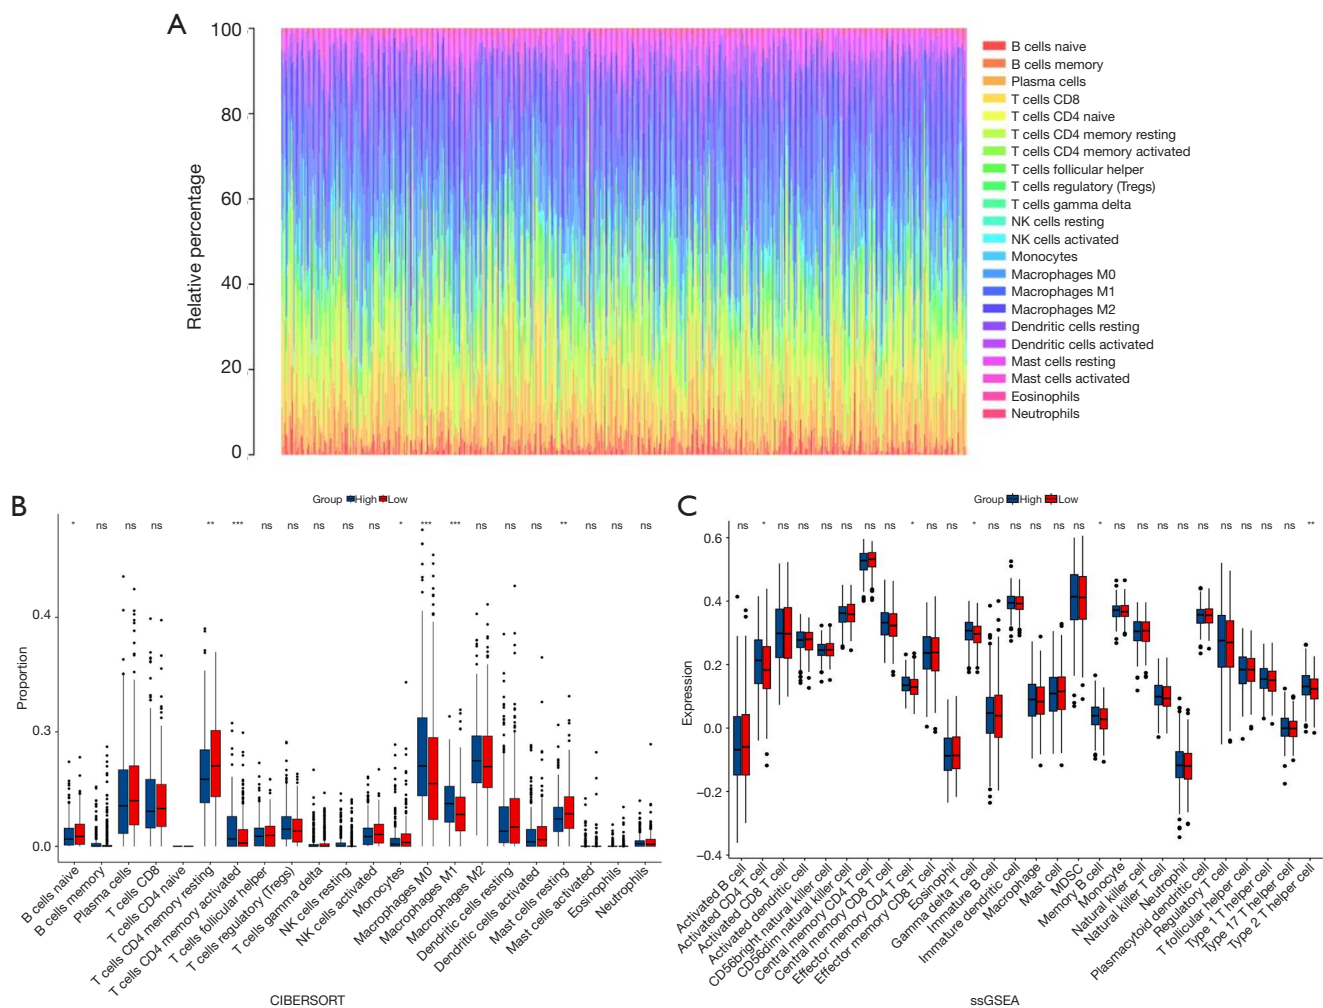 A
Relative percentage
100
80
60
40
20
0
B cells naive
B cells memory
Plasma cells
T cells CD8
T cells CD4 naive
T cells CD4 memory resting
T cells CD4 memory activated
T cells follicular helper
T cells regulatory (Tregs)
T cells gamma delta
NK cells resting
NK cells activated
Monocytes
Macrophages M0
Macrophages M1
Macrophages M2
Dendritic cells resting
Dendritic cells activated
Mast cells resting
Mast cells activated
Eosinophils
Neutrophils
B
Group High Low
* ns ns ns ** *** ns ns ns ns ns * *** *** ns ns ns ** ns ns ns
Proportion
0.4
0.3
0.0
B cells naive
B cells memory
Plasma cells
T cells CD8
T cells CD4 naive
T cells CD4 memory resting
T cells CD4 memory activated
T cells follicular helper
T cells regulatory (Tregs)
T cells gamma delta
NK cells resting
NK cells activated
Monocytes
Macrophages M0
Macrophages M1
Macrophages M2
Dendritic cells resting
Dendritic cells activated
Mast cells resting
Mast cells activated
Eosinophils
Neutrophils
CIBERSORT
C
Group High Low
ns * ns ns ns ns ns ns * ns ns * ns ns ns ns ns * ns ns ns ns ns ns ns ns ns **
Expression
0.6
0.4
0.2
0.0
−0.2
−0.4
Activated B cell
Activated CD4 T cell
Activated CD8 T cell
Activated dendritic cell
CD56bright natural killer cell
CD56dim natural killer cell
Central memory CD4 T cell
Central memory CD8 T cell
Effector memory CD4 T cell
Effector memory CD8 T cell
Eosinophil
Gamma delta T cell
Immature B cell
Immature dendritic cell
Macrophage
Mast cell
MDSC
Memory B cell
Monocyte
Natural killer cell
Natural killer T cell
Neutrophil
Plasmacytoid dendritic cell
Regulatory T cell
T follicular helper cell
Type 1 T helper cell
Type 17 T helper cell
Type 2 T helper cell
ssGSEA